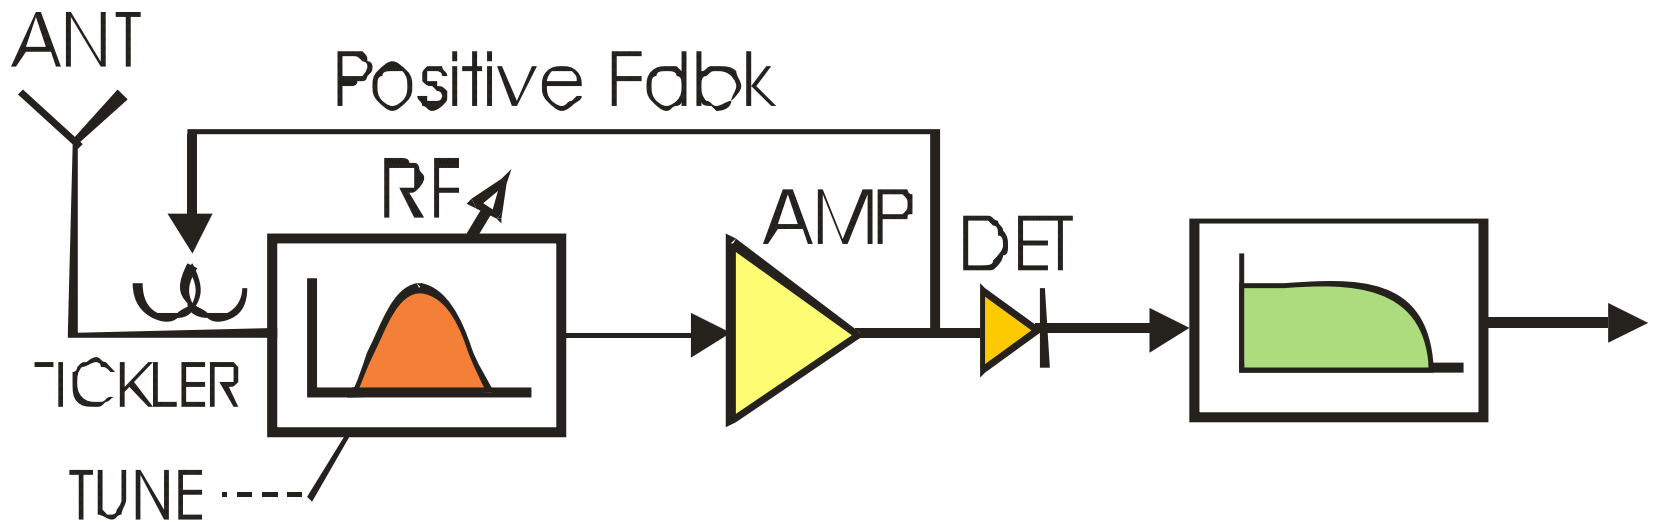 ANT
Positive Fdbk
RF
AMP
DET
TICKLER
TUNE